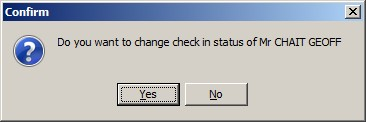 Confirm
Do you want to change check in status of Mr CHAIT GEOFF
Yes No